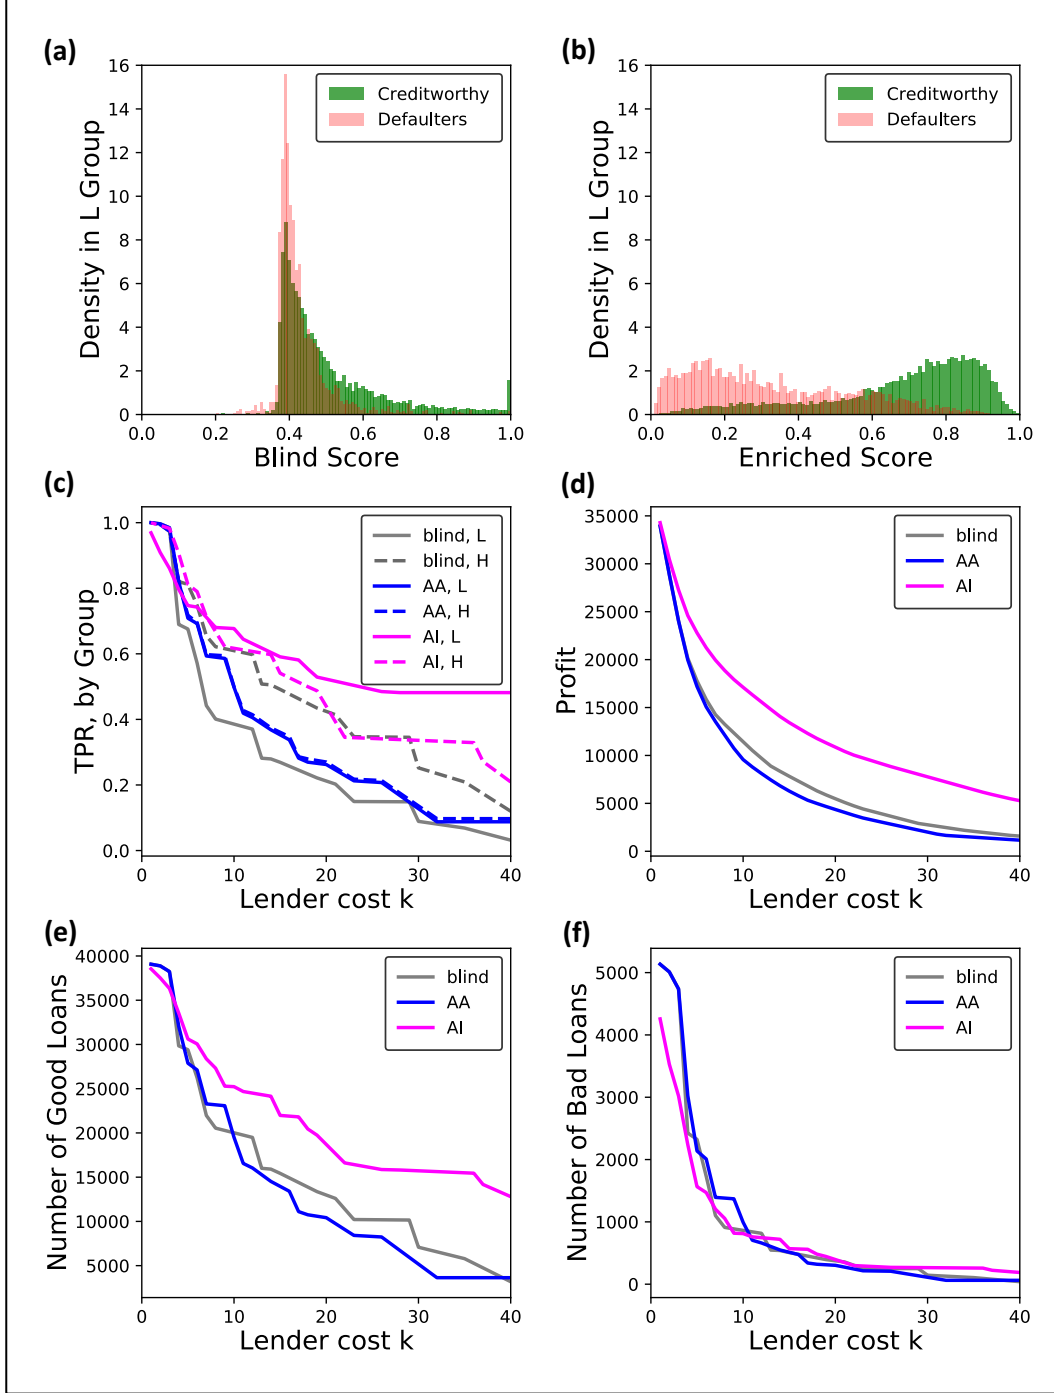 (a)
16
14
12
10
8
6
4
2
0
0.0 0.2 0.4 0.6 0.8 1.0
Density in L Group
Blind Score
Creditworthy
Defaulters
(b)
16
14
12
10
8
6
4
2
0
0.0 0.2 0.4 0.6 0.8 1.0
Density in L Group
Enriched Score
Creditworthy
Defaulters
(c)
1.0
0.8
0.6
0.4
0.2
0.0
0 10 20 30 40
TPR, by Group
Lender cost k
blind, L
blind, H
AA, L
AA, H
AI, L
AI, H
(d)
35000
30000
25000
20000
15000
10000
5000
0
0 10 20 30 40
Profit
Lender cost k
blind
AA
AI
(e)
40000
35000
30000
25000
20000
15000
10000
5000
0 10 20 30 40
Number of Good Loans
Lender cost k
blind
AA
AI
(f)
5000
4000
3000
2000
1000
0
0 10 20 30 40
Number of Bad Loans
Lender cost k
blind
AA
AI